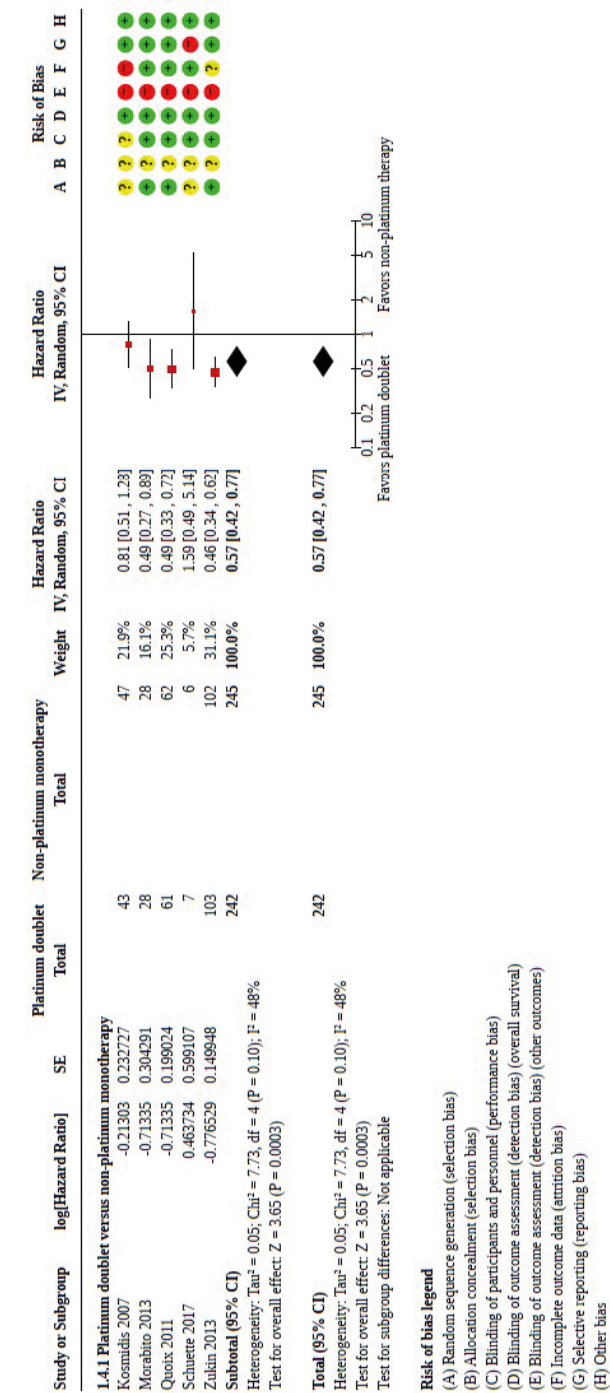 Platinum doublet Non-platinum monotherapy Hazard Ratio Hazard Ratio Risk of Bias
Study or Subgroup log[Hazard Ratio] SE Total Total Weight IV, Random, 95% CI IV, Random, 95% CI A B C D E F G H
1.4.1 Platinum doublet versus non-platinum monotherapy
Kosmidis 2007 -0.21303 0.232727 43 47 21.9% 0.81 [0.51 , 1.28] ? ? ? + − − + +
Morabito 2013 -0.71335 0.304291 28 28 16.1% 0.49 [0.27 , 0.89] + ? + + − + + +
Quoix 2011 -0.71335 0.199024 61 62 25.3% 0.49 [0.33 , 0.72] + ? + + − + + +
Schuette 2017 0.463734 0.599107 7 6 5.7% 1.59 [0.49 , 5.14] ? ? + + − + − +
Zukin 2013 -0.776529 0.149948 103 102 31.1% 0.46 [0.34 , 0.62] + ? + + − ? + +
Subtotal (95% CI) 242 245 100.0% 0.57 [0.42 , 0.77]
Heterogeneity: Tau² = 0.05; Chi² = 7.73, df = 4 (P = 0.10); I² = 48%
Test for overall effect: Z = 3.65 (P = 0.0003)
Total (95% CI) 242 245 100.0% 0.57 [0.42 , 0.77]
Heterogeneity: Tau² = 0.05; Chi² = 7.73, df = 4 (P = 0.10); I² = 48%
Test for overall effect: Z = 3.65 (P = 0.0003)
Test for subgroup differences: Not applicable
0.1 0.2 0.5 1 2 5 10
Favors platinum doublet Favors non-platinum therapy
Risk of bias legend
(A) Random sequence generation (selection bias)
(B) Allocation concealment (selection bias)
(C) Blinding of participants and personnel (performance bias)
(D) Blinding of outcome assessment (detection bias) (overall survival)
(E) Blinding of outcome assessment (detection bias) (other outcomes)
(F) Incomplete outcome data (attrition bias)
(G) Selective reporting (reporting bias)
(H) Other bias